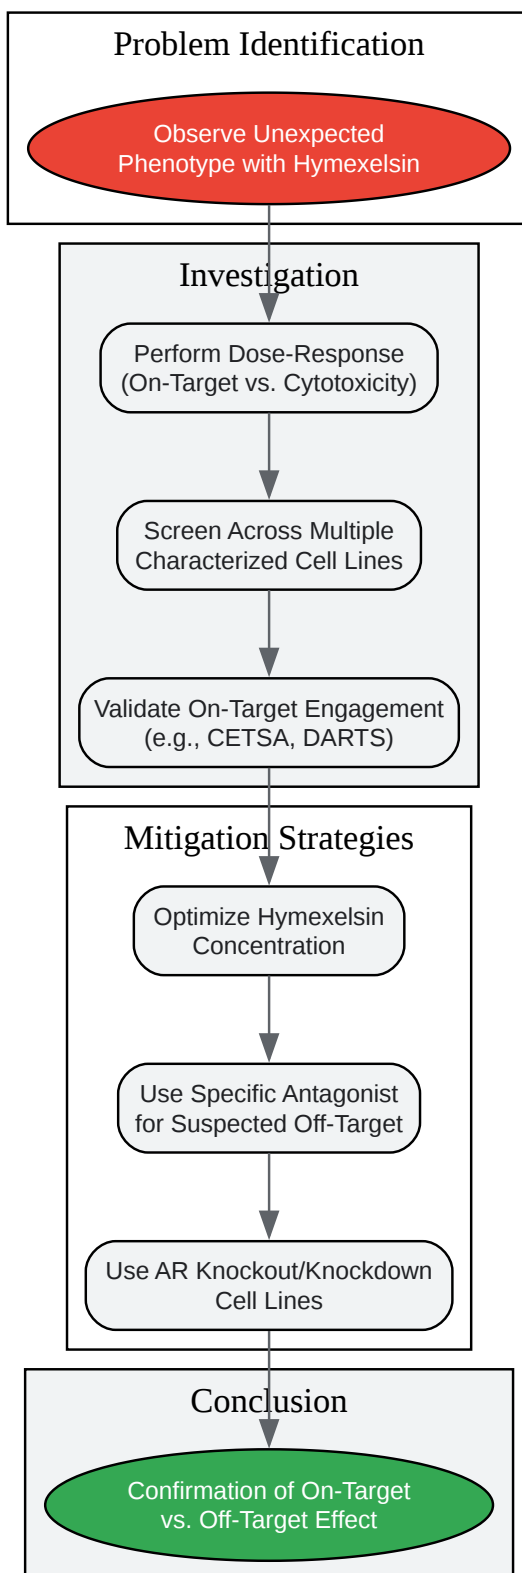 Problem Identification
Observe Unexpected
Phenotype with Hymexelsin
Investigation
Perform Dose-Response
(On-Target vs. Cytotoxicity)
Screen Across Multiple
Characterized Cell Lines
Validate On-Target Engagement
(e.g., CETSA, DARTS)
Mitigation Strategies
Optimize Hymexelsin
Concentration
Use Specific Antagonist
for Suspected Off-Target
Use AR Knockout/Knockdown
Cell Lines
Conclusion
Confirmation of On-Target
vs. Off-Target Effect